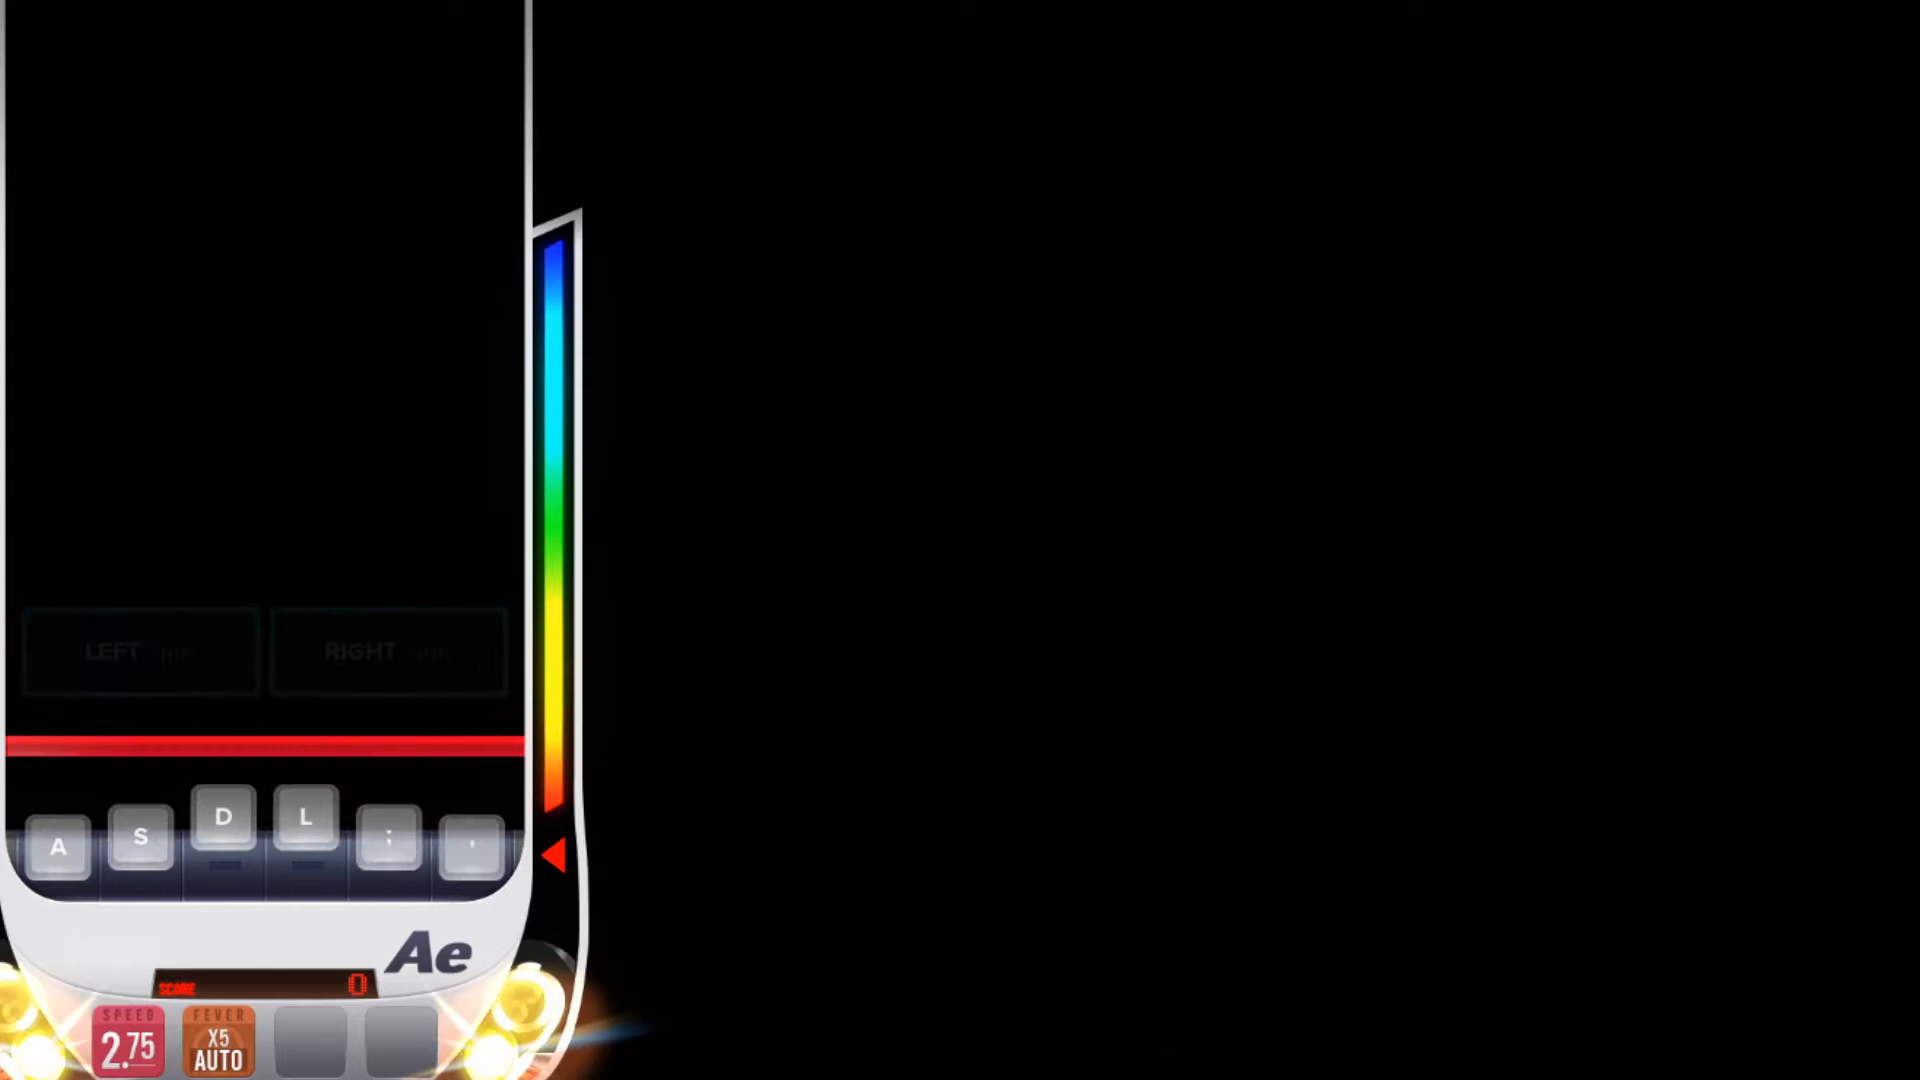 LEFT
RIGHT
A
S
D
L
;
'
Ae
SCORE 0
SPEED
2.75
FEVER
X5
AUTO